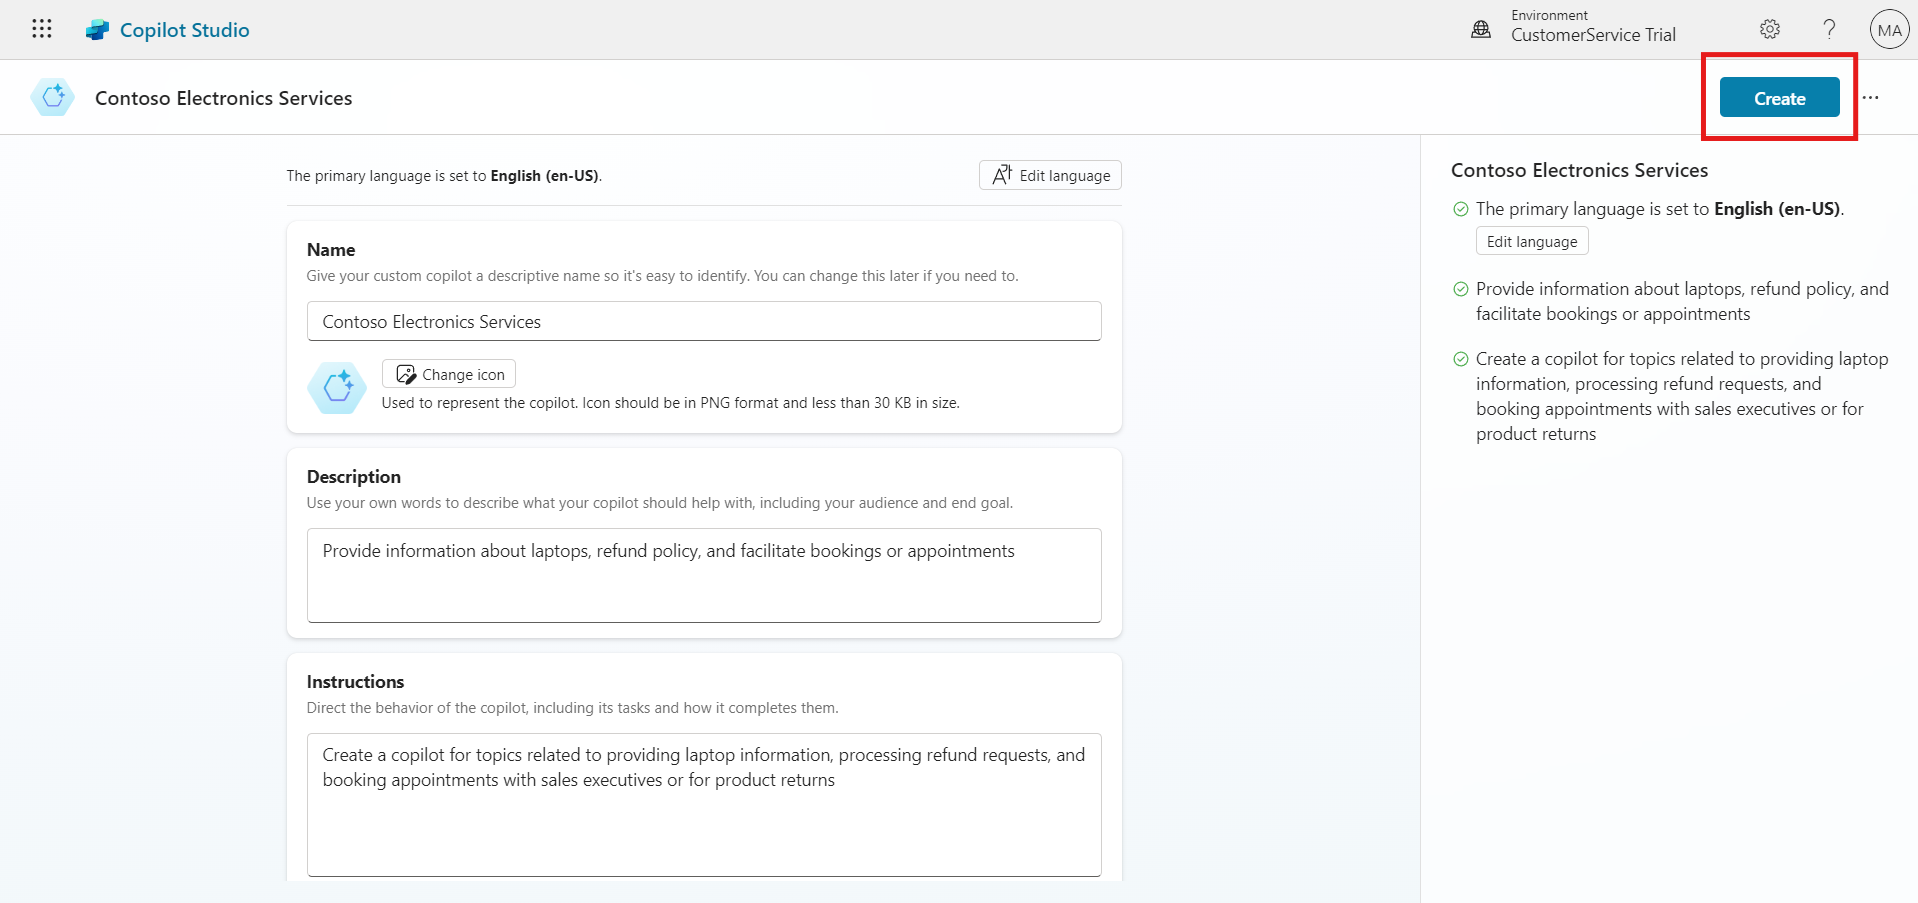 Copilot Studio
Environment
CustomerService Trial
?
MA
Contoso Electronics Services
Create
...
The primary language is set to English (en-US).
Edit language
Name
Give your custom copilot a descriptive name so it's easy to identify. You can change this later if you need to.
Contoso Electronics Services
Change icon
Used to represent the copilot. Icon should be in PNG format and less than 30 KB in size.
Description
Use your own words to describe what your copilot should help with, including your audience and end goal.
Provide information about laptops, refund policy, and facilitate bookings or appointments
Instructions
Direct the behavior of the copilot, including its tasks and how it completes them.
Create a copilot for topics related to providing laptop information, processing refund requests, and
booking appointments with sales executives or for product returns
Contoso Electronics Services
The primary language is set to English (en-US).
Edit language
Provide information about laptops, refund policy, and
facilitate bookings or appointments
Create a copilot for topics related to providing laptop
information, processing refund requests, and
booking appointments with sales executives or for
product returns